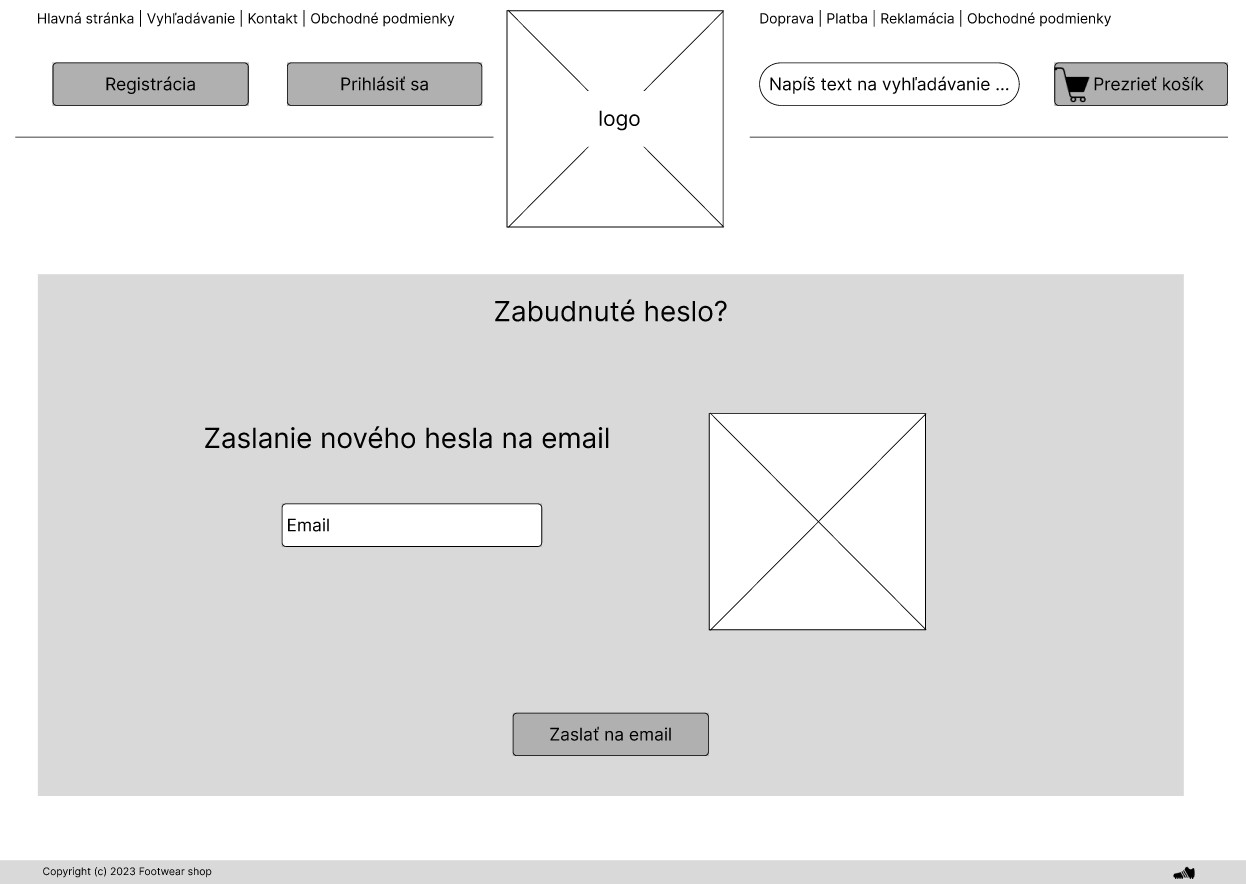 Hlavná stránka | Vyhľadávanie | Kontakt | Obchodné podmienky
Doprava | Platba | Reklamácia | Obchodné podmienky
Registrácia
Prihlásiť sa
logo
Napíš text na vyhľadávanie ...
Prezrieť košík
Zabudnuté heslo?
Zaslanie nového hesla na email
Email
Zaslať na email
Copyright (c) 2023 Footwear shop